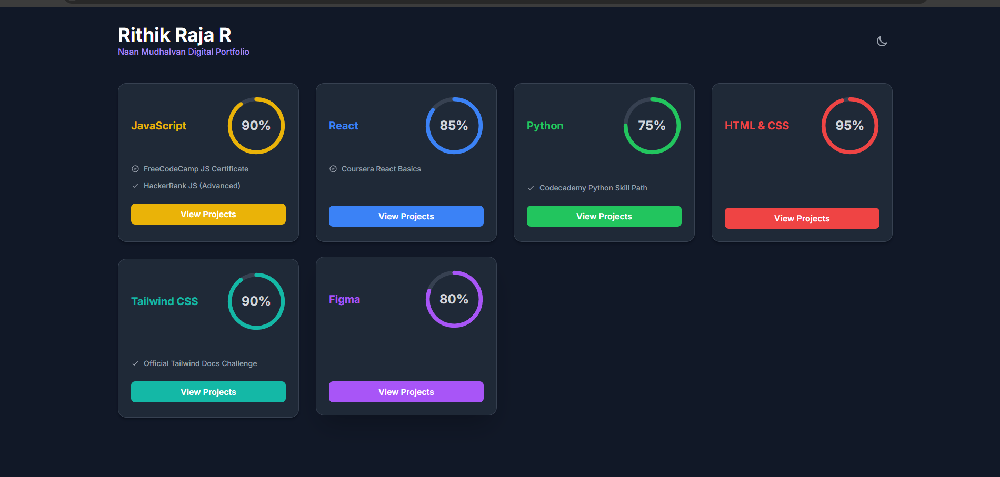 Rithik Raja R
Naan Mudhalvan Digital Portfolio
JavaScript
90%
FreeCodeCamp JS Certificate
HackerRank JS (Advanced)
View Projects
React
85%
Coursera React Basics
View Projects
Python
75%
Codecademy Python Skill Path
View Projects
HTML & CSS
95%
View Projects
Tailwind CSS
90%
Official Tailwind Docs Challenge
View Projects
Figma
80%
View Projects